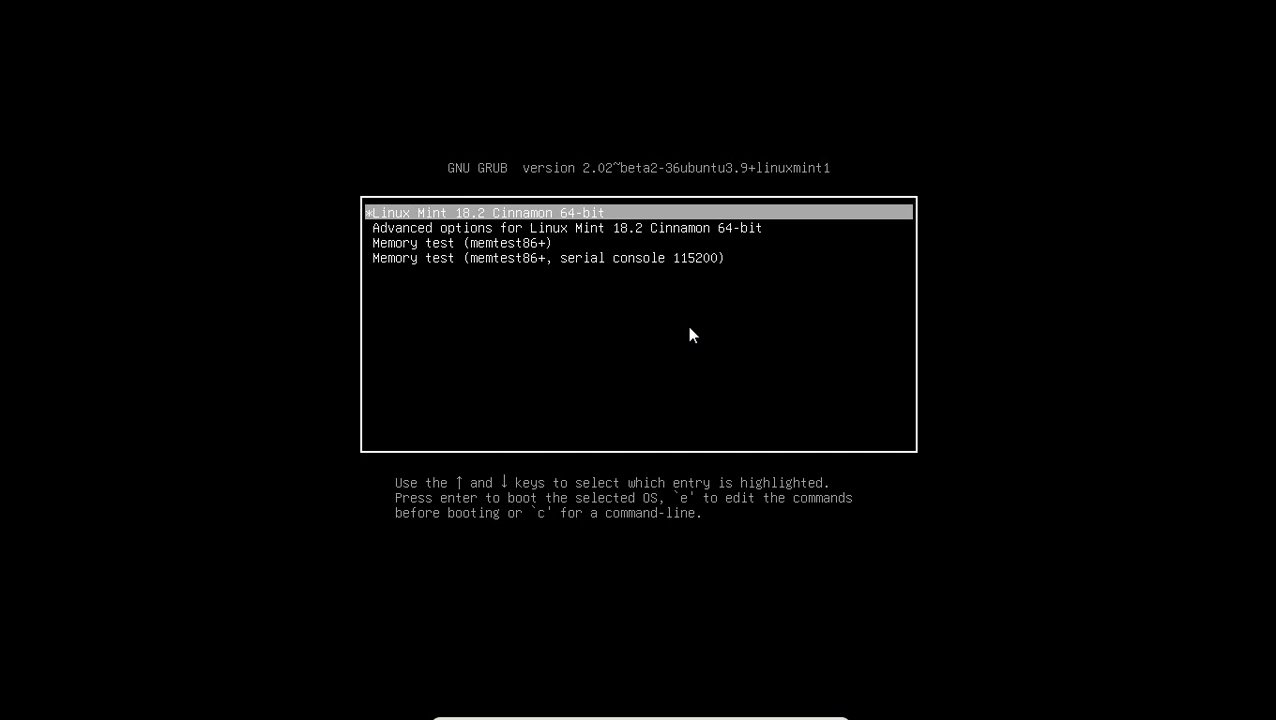 GNU GRUB  version 2.02~beta2-36ubuntu3.9+linuxmint1
*Linux Mint 18.2 Cinnamon 64-bit
Advanced options for Linux Mint 18.2 Cinnamon 64-bit
Memory test (memtest86+)
Memory test (memtest86+, serial console 115200)
Use the ↑ and ↓ keys to select which entry is highlighted.
Press enter to boot the selected OS, `e' to edit the commands
before booting or `c' for a command-line.